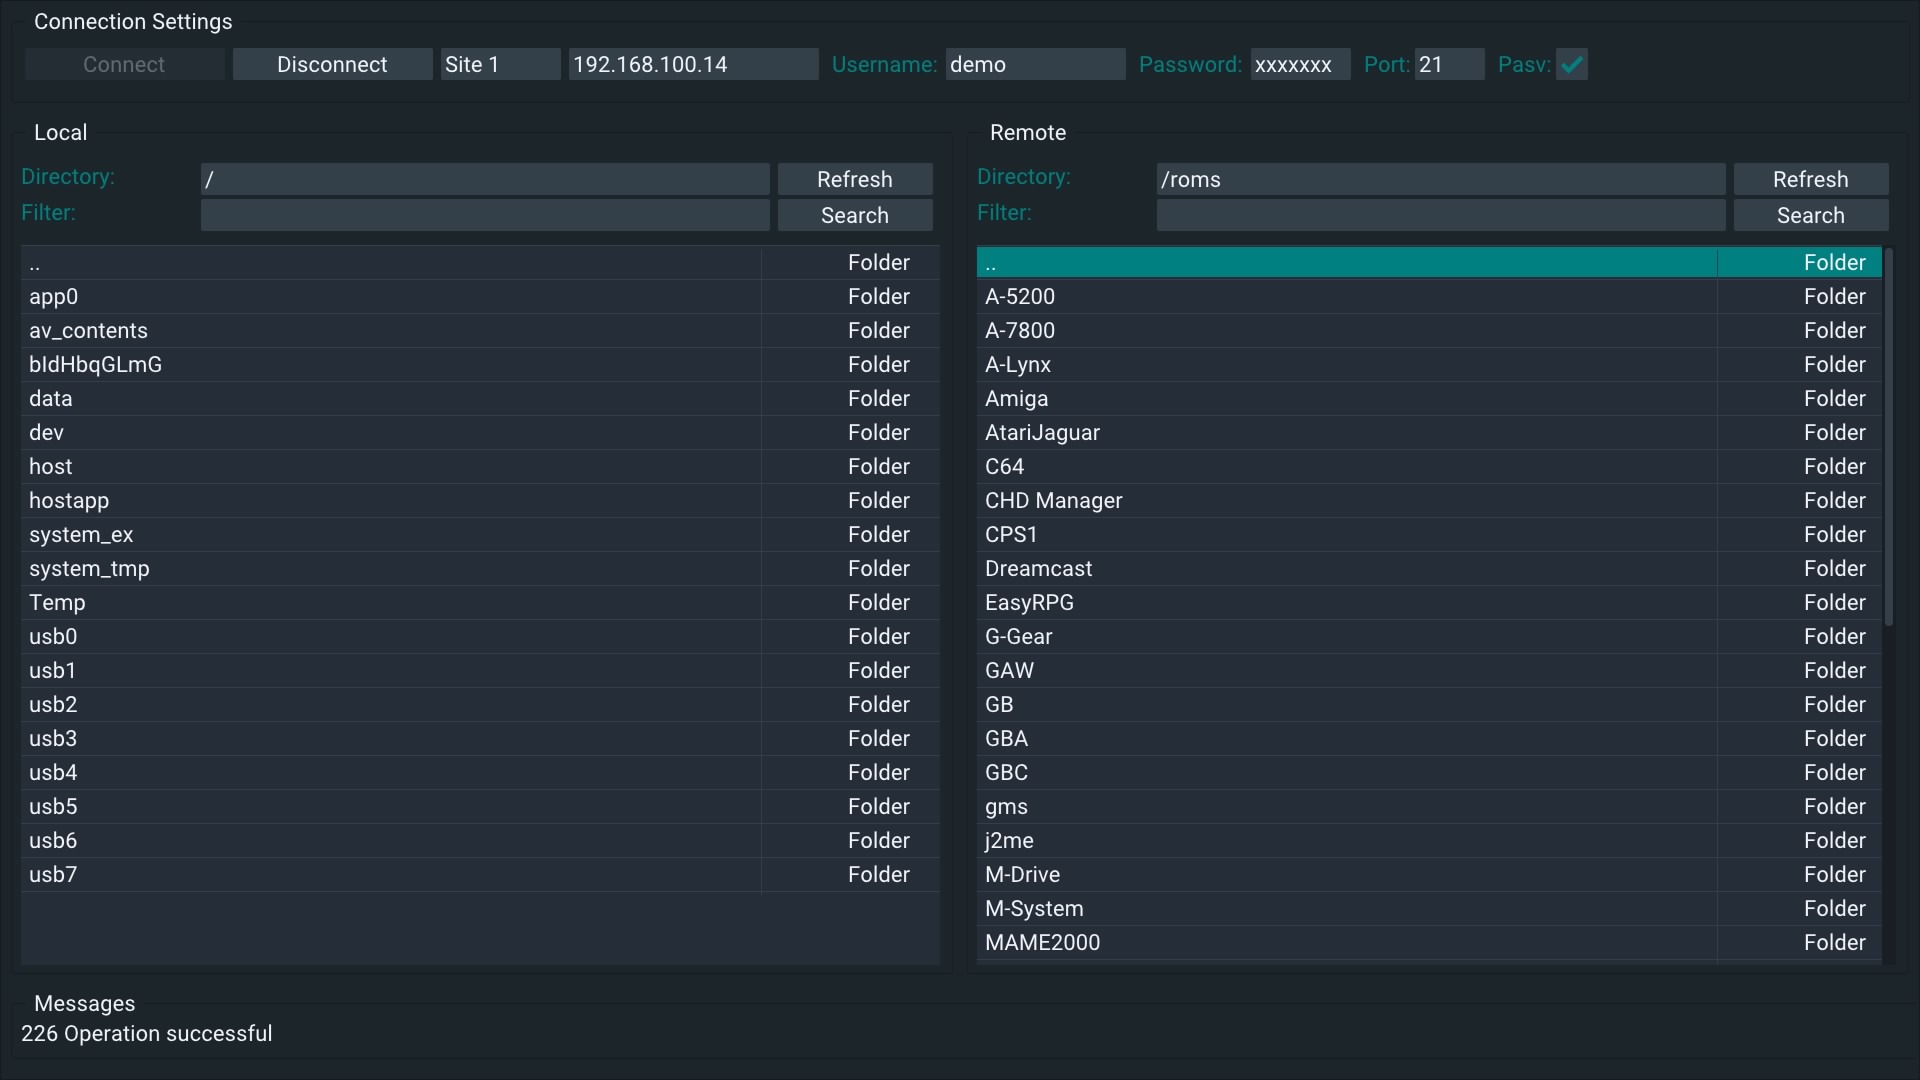 Connection Settings
Connect Disconnect Site 1 192.168.100.14 Username: demo Password: xxxxxxx Port: 21 Pasv:
Local
Directory: / Refresh
Filter: Search
.. Folder
app0 Folder
av_contents Folder
bIdHbqGLmG Folder
data Folder
dev Folder
host Folder
hostapp Folder
system_ex Folder
system_tmp Folder
Temp Folder
usb0 Folder
usb1 Folder
usb2 Folder
usb3 Folder
usb4 Folder
usb5 Folder
usb6 Folder
usb7 Folder
Remote
Directory: /roms Refresh
Filter: Search
.. Folder
A-5200 Folder
A-7800 Folder
A-Lynx Folder
Amiga Folder
AtariJaguar Folder
C64 Folder
CHD Manager Folder
CPS1 Folder
Dreamcast Folder
EasyRPG Folder
G-Gear Folder
GAW Folder
GB Folder
GBA Folder
GBC Folder
gms Folder
j2me Folder
M-Drive Folder
M-System Folder
MAME2000 Folder
Messages
226 Operation successful